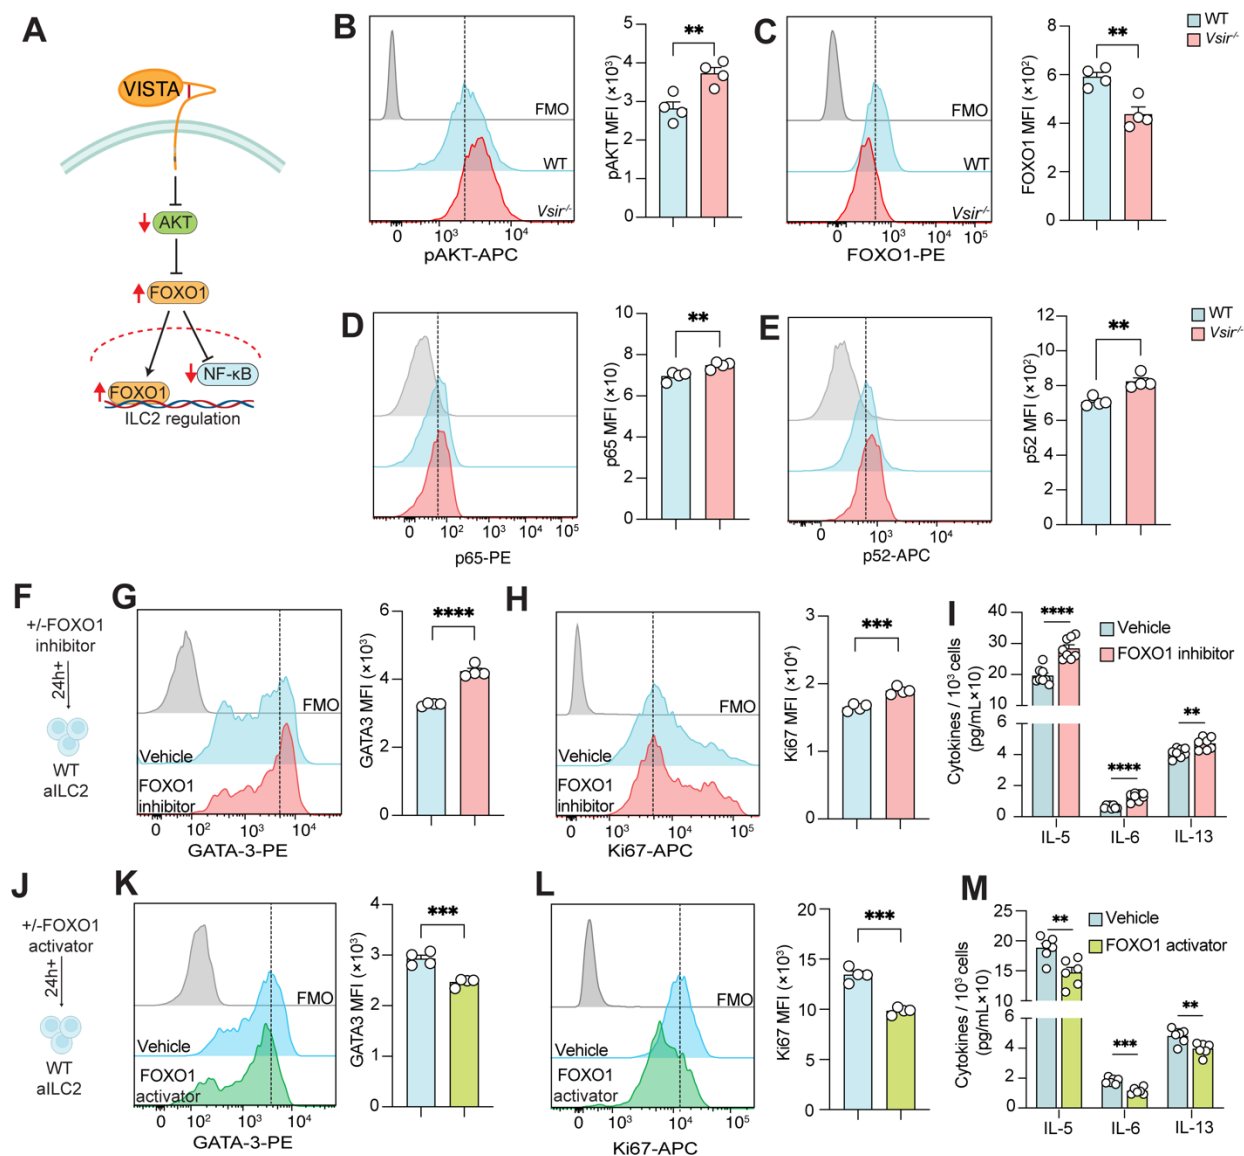 A
VISTA
AKT
FOXO1
NF-κB
FOXO1
ILC2 regulation
B
FMO
WT
Vsir-/-
0
10³
10⁴
pAKT-APC
pAKT MFI (×10³)
5
4
3
2
1
0
**
C
FMO
WT
Vsir-/-
0
10³
10⁴
10⁵
FOXO1-PE
FOXO1 MFI (×10²)
8
6
4
2
0
**
WT
Vsir-/-
D
0
10²
10³
10⁴
10⁵
p65-PE
p65 MFI (×10)
10
8
6
4
2
0
**
E
0
10³
10⁴
p52-APC
p52 MFI (×10²)
12
10
8
6
4
2
0
**
WT
Vsir-/-
F
+/-FOXO1
inhibitor
24h+
WT
aILC2
G
FMO
Vehicle
FOXO1
inhibitor
0
10²
10³
10⁴
GATA-3-PE
GATA3 MFI (×10³)
6
4
2
0
****
H
FMO
Vehicle
FOXO1
inhibitor
0
10³
10⁴
10⁵
Ki67-APC
Ki67 MFI (×10⁴)
3
2
1
0
***
I
Cytokines / 10³ cells
(pg/mL×10)
40
30
20
10
6
4
2
0
****
****
**
IL-5
IL-6
IL-13
Vehicle
FOXO1 inhibitor
J
+/-FOXO1
activator
24h+
WT
aILC2
K
FMO
Vehicle
FOXO1
activator
0
10²
10³
10⁴
GATA-3-PE
GATA3 MFI (×10³)
4
3
2
1
0
***
L
FMO
Vehicle
FOXO1
activator
0
10³
10⁴
10⁵
Ki67-APC
Ki67 MFI (×10³)
20
15
10
5
0
***
M
Cytokines / 10³ cells
(pg/mL×10)
25
20
15
10
6
4
2
0
**
***
**
IL-5
IL-6
IL-13
Vehicle
FOXO1 activator